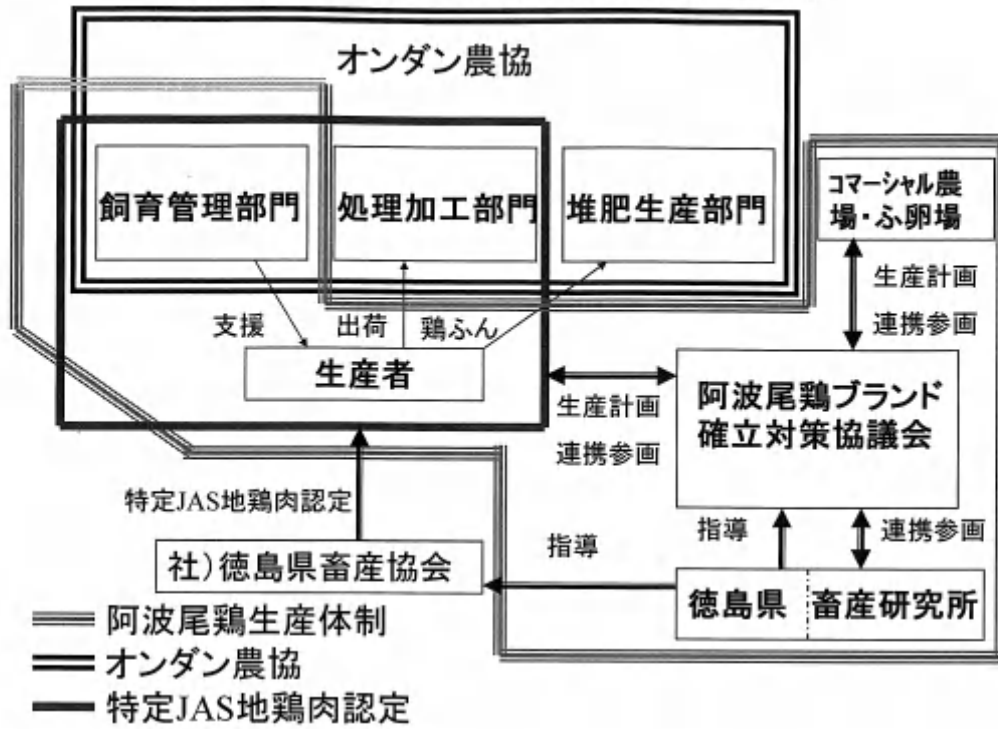 オンダン農協
飼育管理部門
処理加工部門
堆肥生産部門
コマーシャル農
場・ふ卵場
支援
出荷
鶏ふん
生産者
生産計画
連携参画
生産計画
連携参画
阿波尾鶏ブランド
確立対策協議会
特定JAS地鶏肉認定
指導
指導
連携参画
社)徳島県畜産協会
徳島県
畜産研究所
阿波尾鶏生産体制
オンダン農協
特定JAS地鶏肉認定